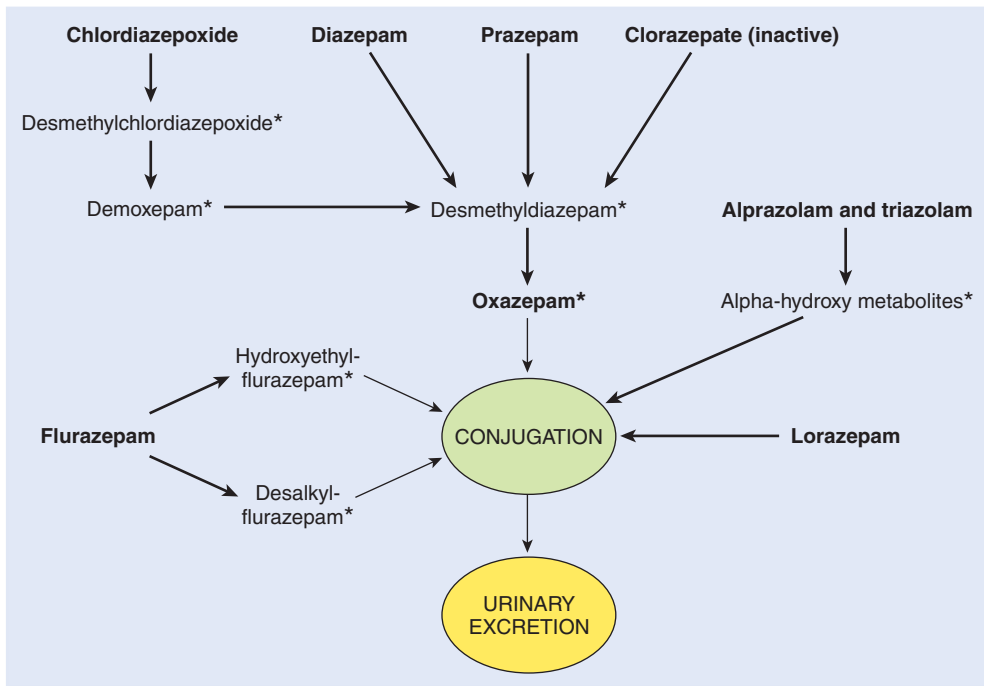 Chlordiazepoxide
Diazepam
Prazepam
Clorazepate (inactive)
Desmethylchlordiazepoxide*
Demoxepam*
Desmethyldiazepam*
Alprazolam and triazolam
Oxazepam*
Alpha-hydroxy metabolites*
Hydroxyethyl-
flurazepam*
Flurazepam
CONJUGATION
Lorazepam
Desalkyl-
flurazepam*
URINARY
EXCRETION